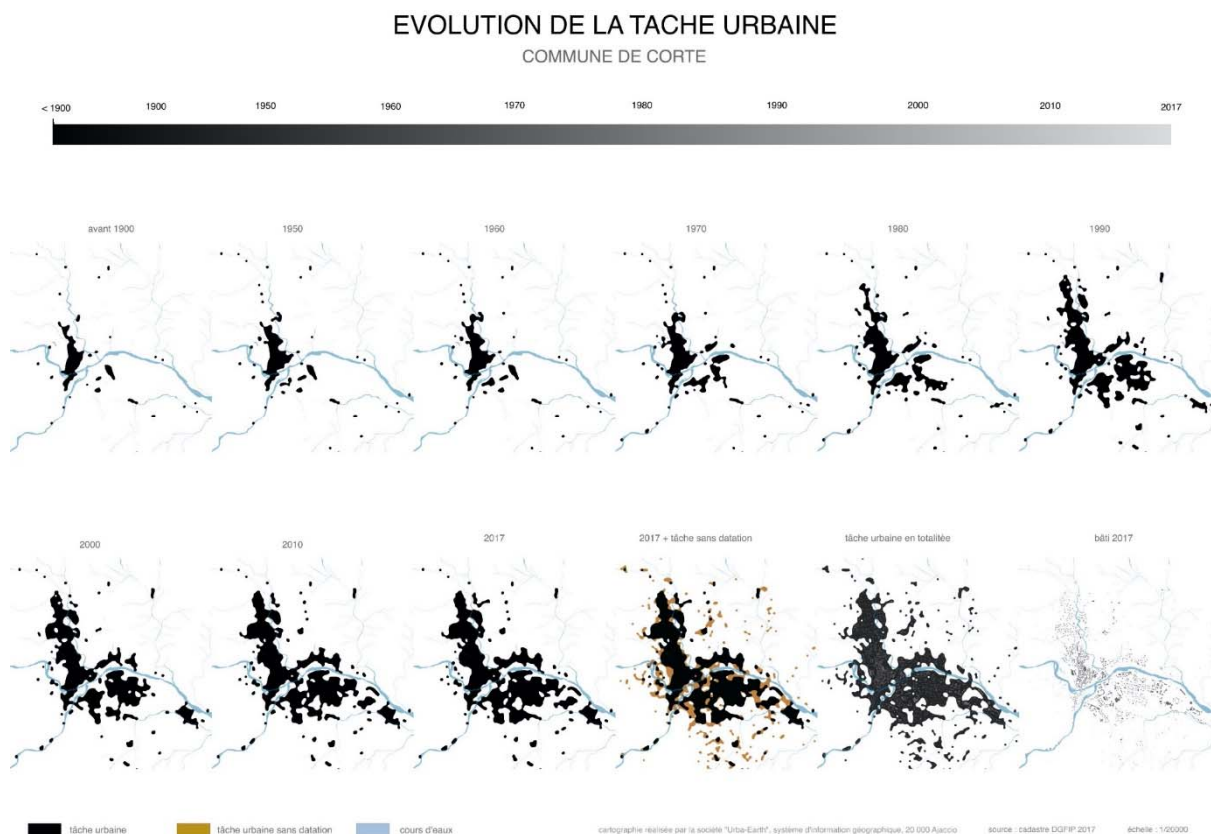 EVOLUTION DE LA TACHE URBAINE
COMMUNE DE CORTE
< 1900 1900 1950 1960 1970 1980 1990 2000 2010 2017
avant 1900 1950 1960 1970 1980 1990
2000 2010 2017 2017 + tâche sans datation tâche urbaine en totalitée bâti 2017
tâche urbaine tâche urbaine sans datation cours d'eaux cartographie réalisée par la société "Urba-Earth", système d'information géographique, 20 000 Ajaccio source : cadastre DGFIP 2017 échelle : 1/20000